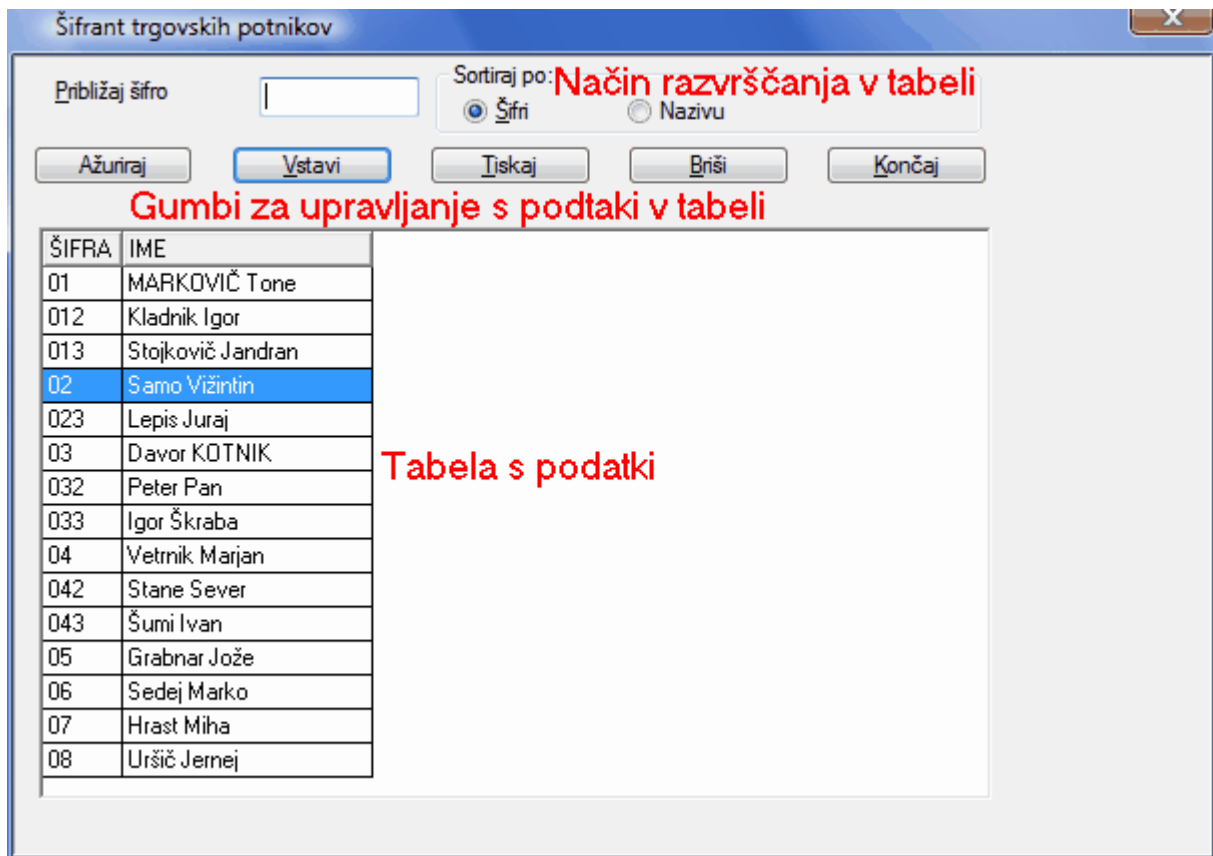 Šifrant trgovskih potnikov
X
Približaj šifro
Sortiraj po:
Način razvrščanja v tabeli
Šifri Nazivu
Ažuriraj Vstavi Tiskaj Briši Končaj
Gumbi za upravljanje s podtaki v tabeli
ŠIFRA IME
01 MARKOVIČ Tone
012 Kladnik Igor
013 Stojkovič Jandran
02 Samo Vižintin
023 Lepis Juraj
03 Davor KOTNIK
Tabela s podatki
032 Peter Pan
033 Igor Škraba
04 Vetrnik Marjan
042 Stane Sever
043 Šumi Ivan
05 Grabnar Jože
06 Sedej Marko
07 Hrast Miha
08 Uršič Jernej